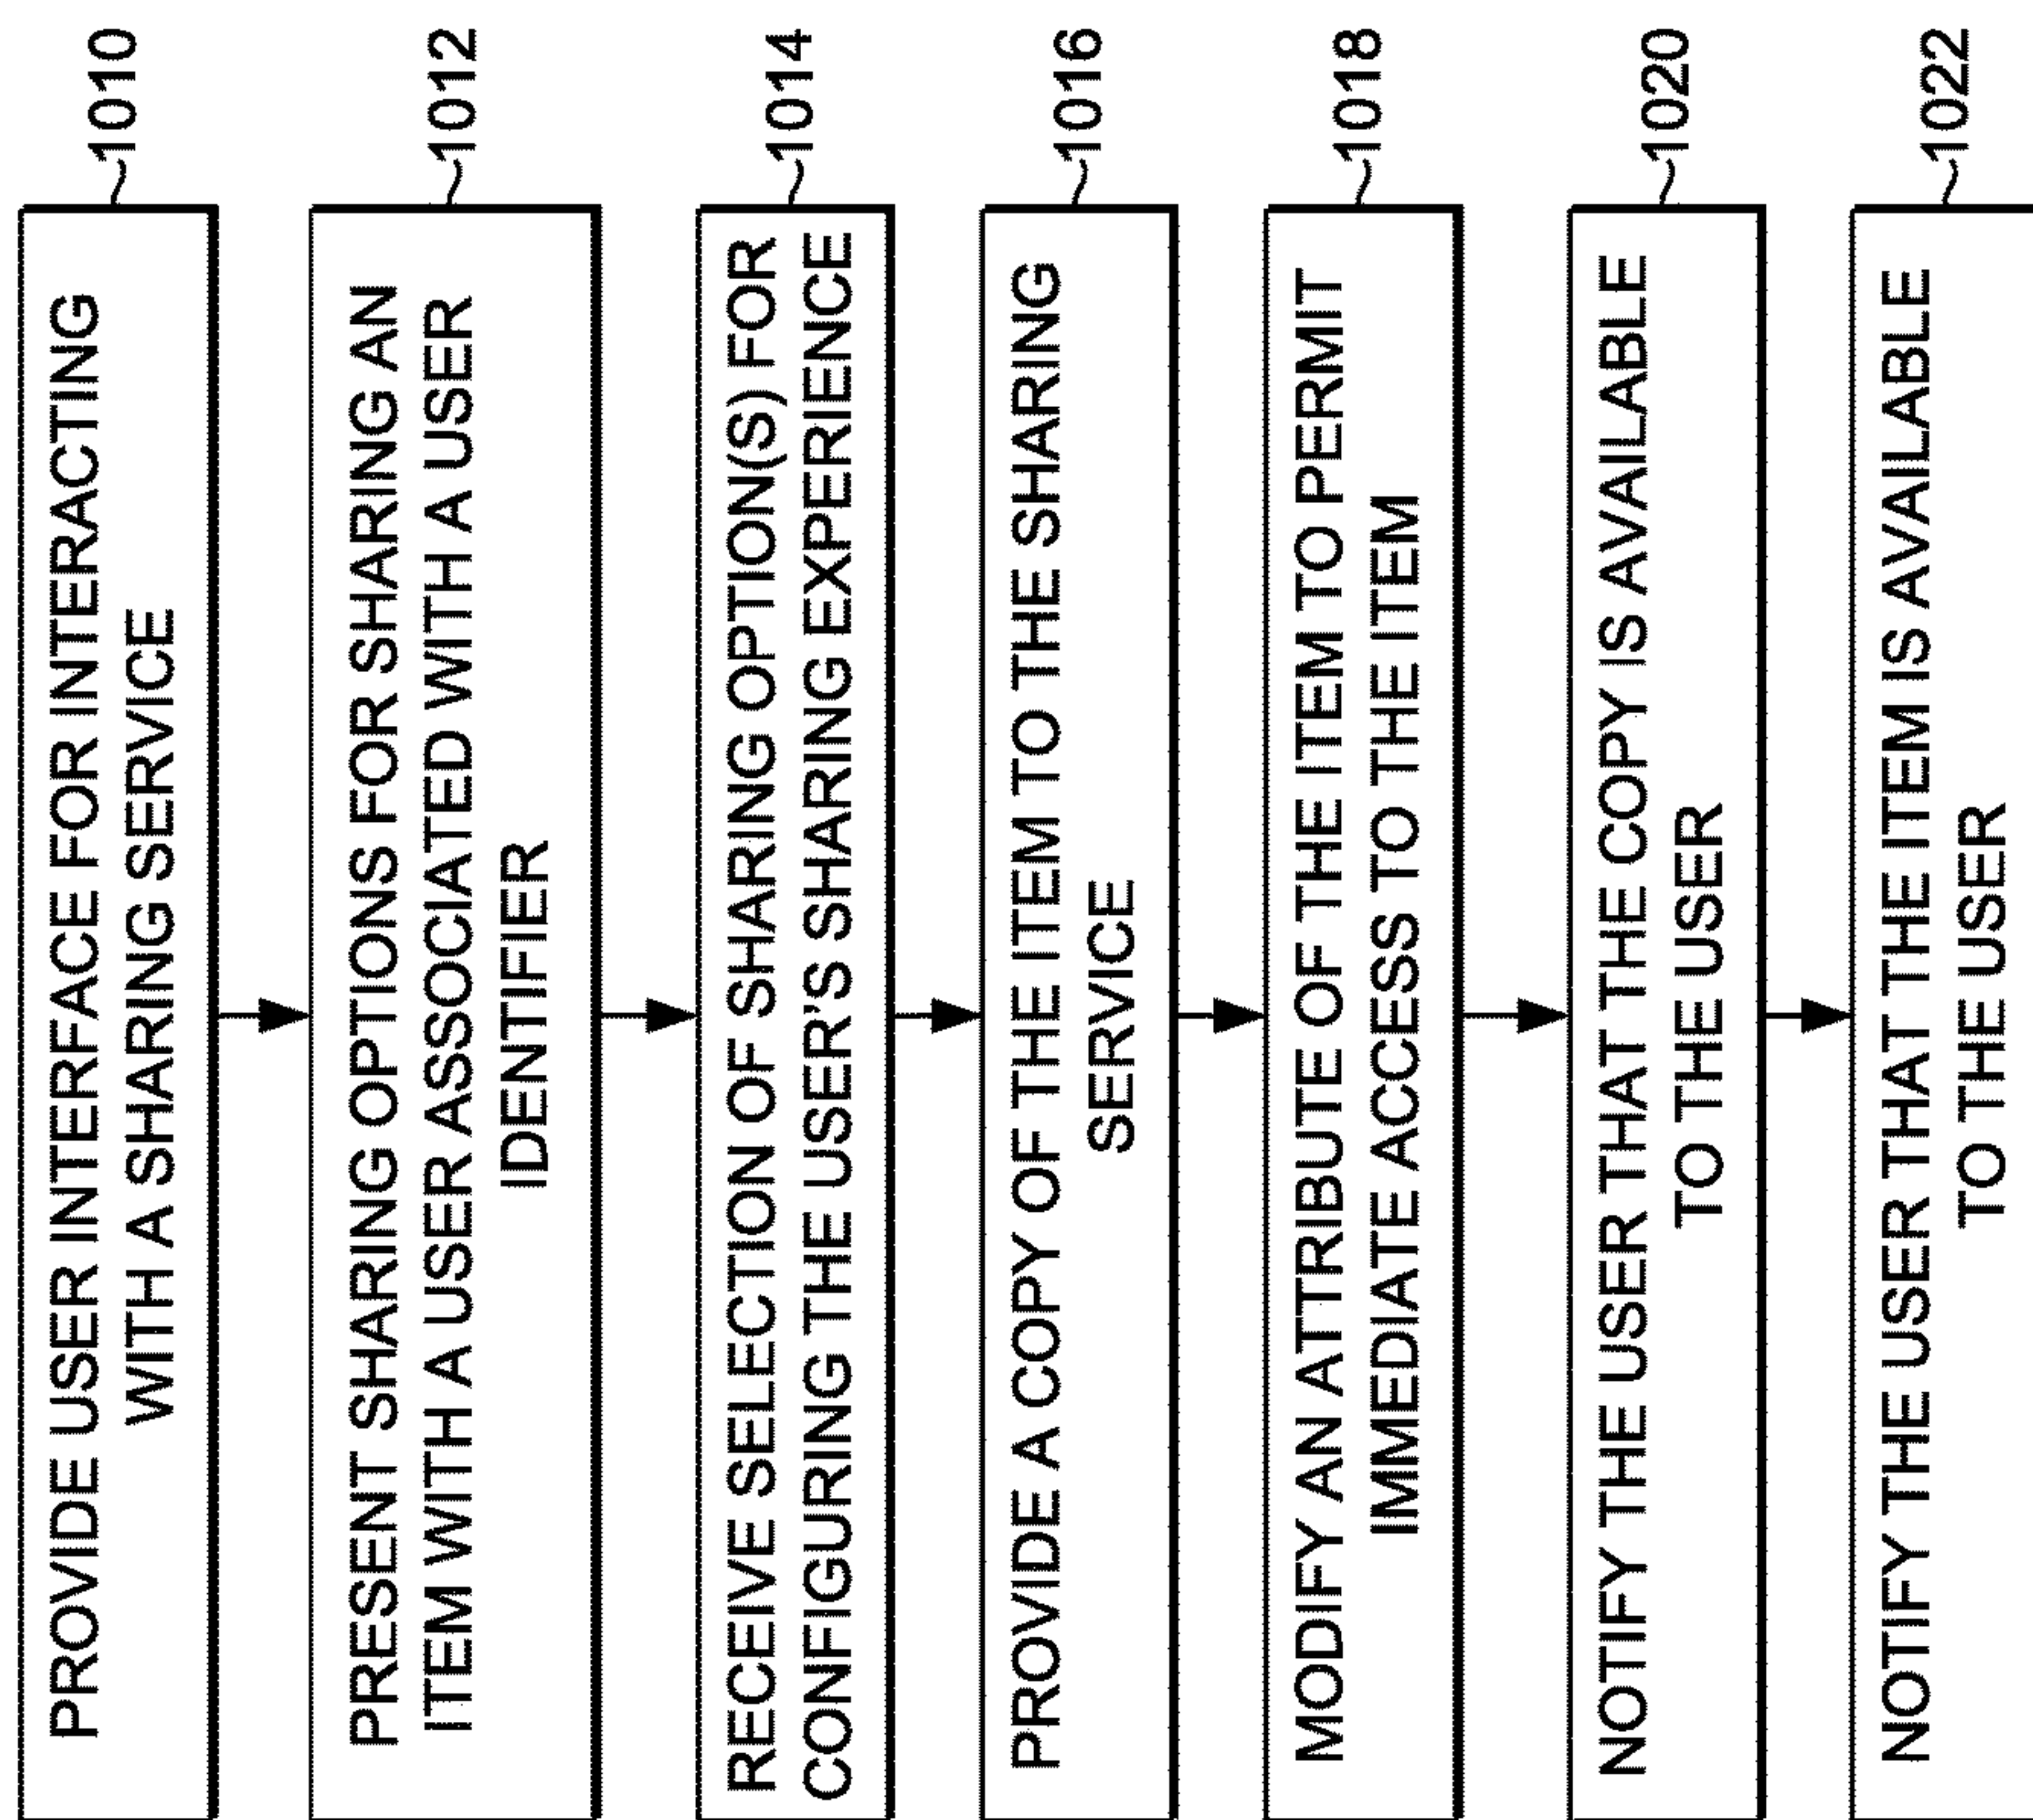 PROVIDE USER INTERFACE FOR INTERACTING
WITH A SHARING SERVICE
1010
PRESENT SHARING OPTIONS FOR SHARING AN
ITEM WITH A USER ASSOCIATED WITH A USER
IDENTIFIER
1012
RECEIVE SELECTION OF SHARING OPTION(S) FOR
CONFIGURING THE USER'S SHARING EXPERIENCE
1014
PROVIDE A COPY OF THE ITEM TO THE SHARING
SERVICE
1016
MODIFY AN ATTRIBUTE OF THE ITEM TO PERMIT
IMMEDIATE ACCESS TO THE ITEM
1018
NOTIFY THE USER THAT THE COPY IS AVAILABLE
TO THE USER
1020
NOTIFY THE USER THAT THE ITEM IS AVAILABLE
TO THE USER
1022